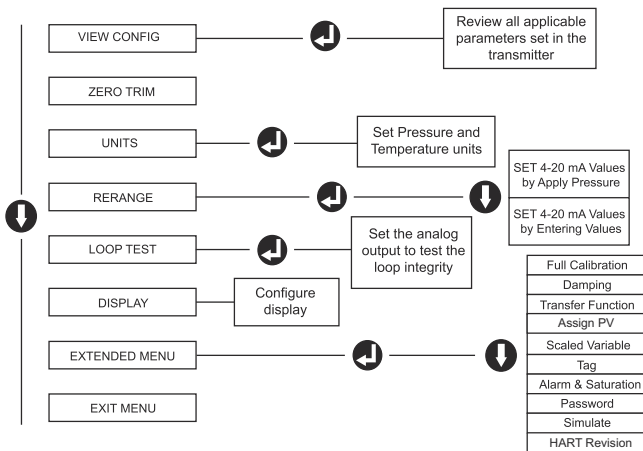 VIEW CONFIG
Review all applicable
parameters set in the
transmitter
ZERO TRIM
UNITS
Set Pressure and
Temperature units
RERANGE
SET 4-20 mA Values
by Apply Pressure
SET 4-20 mA Values
by Entering Values
LOOP TEST
Set the analog
output to test the
loop integrity
DISPLAY
Configure
display
EXTENDED MENU
Full Calibration
Damping
Transfer Function
Assign PV
Scaled Variable
Tag
Alarm & Saturation
Password
Simulate
HART Revision
EXIT MENU